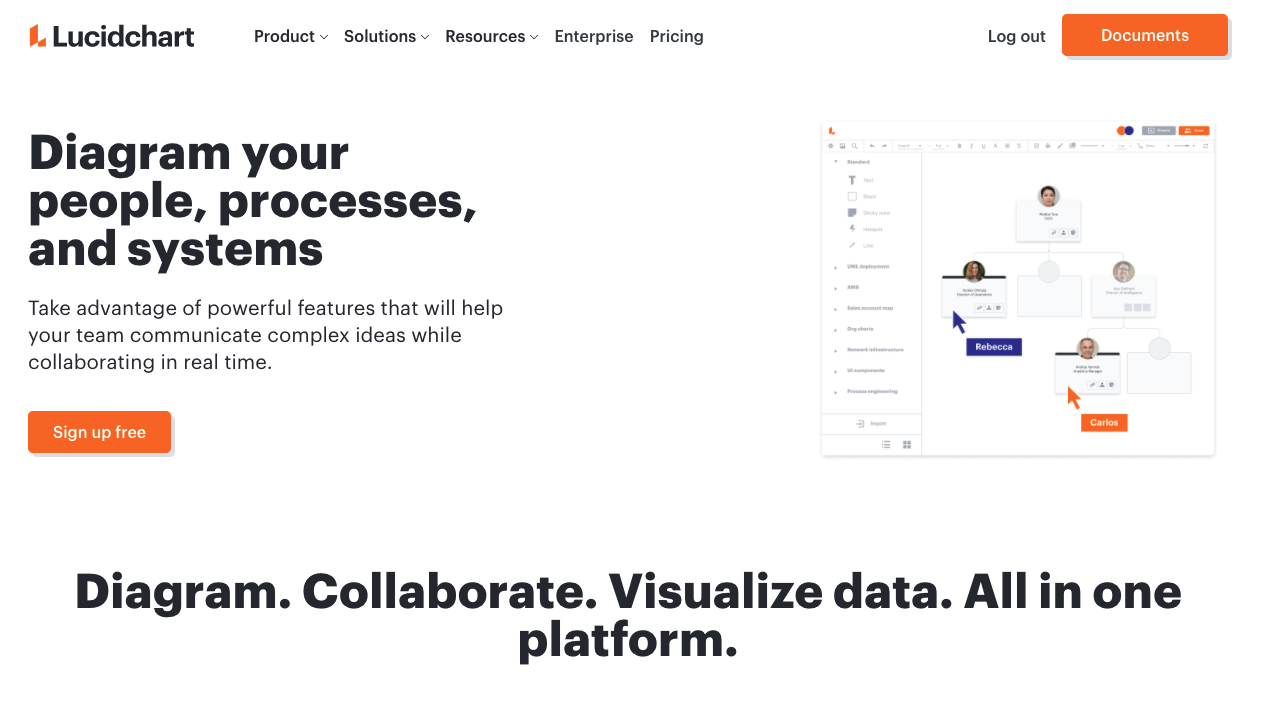 Lucidchart
Product
Solutions
Resources
Enterprise
Pricing
Log out
Documents
Diagram your
people, processes,
and systems
Take advantage of powerful features that will help
your team communicate complex ideas while
collaborating in real time.
Sign up free
Standard
Text
Block
Sticky note
Hotspot
Line
UML deployment
AWS
Sales account map
Org charts
Network infrastructure
UI components
Process engineering
Import
Rebecca
Carlos
Diagram. Collaborate. Visualize data. All in one
platform.